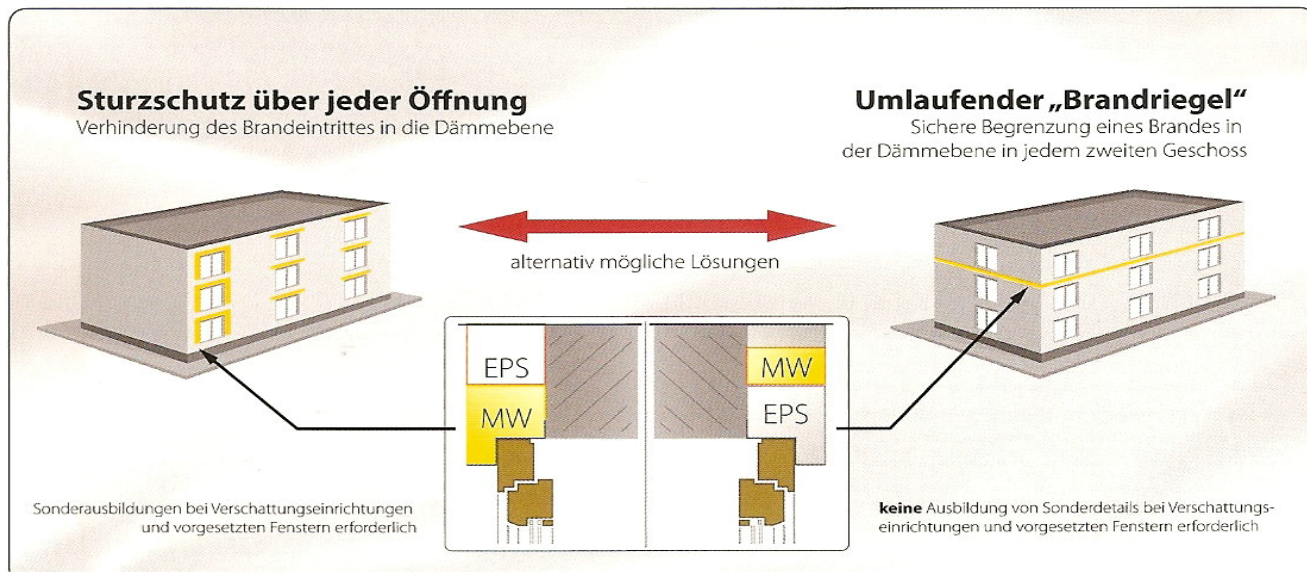 Sturzschutz über jeder Öffnung
Verhinderung des Brandeintrittes in die Dämmebene
Umlaufender „Brandriegel“
Sichere Begrenzung eines Brandes in
der Dämmebene in jedem zweiten Geschoss
alternativ mögliche Lösungen
EPS
MW
MW
EPS
Sonderausbildungen bei Verschattungseinrichtungen
und vorgesetzten Fenstern erforderlich
keine Ausbildung von Sonderdetails bei Verschattungs-
einrichtungen und vorgesetzten Fenstern erforderlich